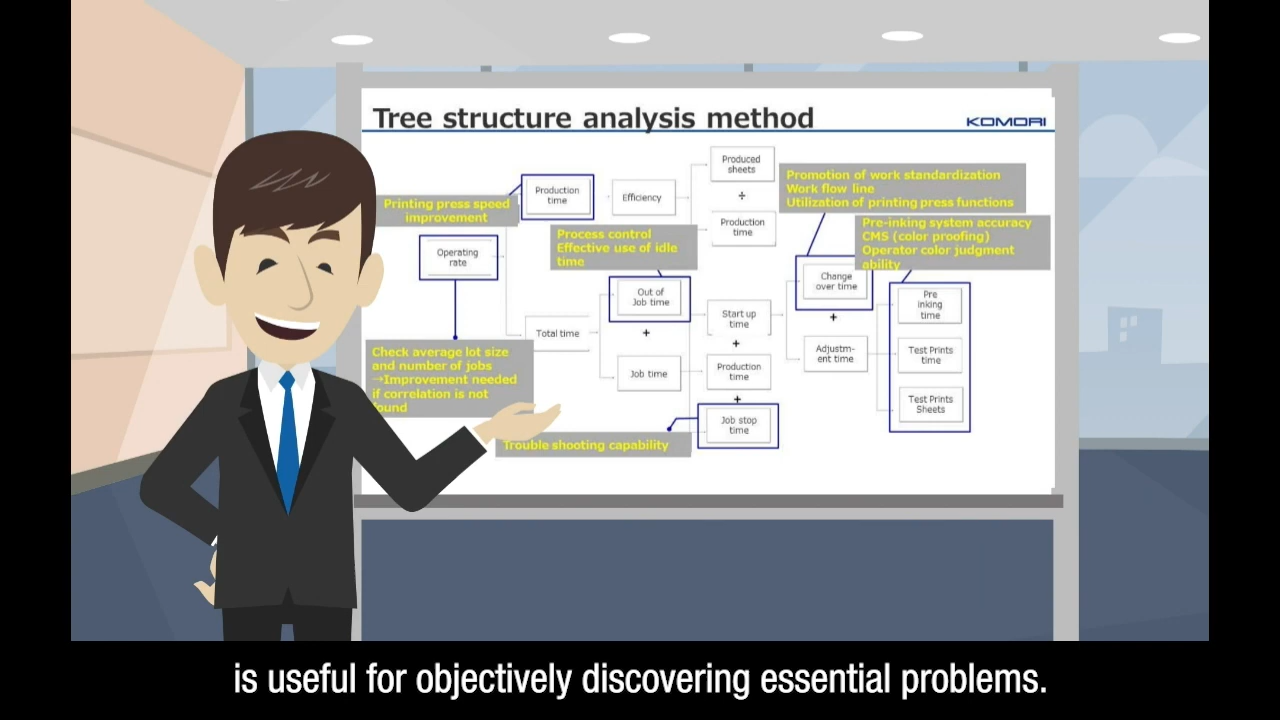 Tree structure analysis method
KOMORI
Produced
sheets
÷
Production
time
Production
time
Efficiency
Promotion of work standardization
Work flow line
Utilization of printing press functions
Printing press speed
improvement
Pre-inking system accuracy
CMS (color proofing)
Operator color judgment
ability
Process control
Effective use of idle
time
Operating
rate
Change
over time
+
Adjustm-
ent time
Out of
Job time
+
Job time
Pre
inking
time
Test Prints
time
Test Prints
Sheets
Start up
time
+
Production
time
+
Job stop
time
Total time
Check average lot size
and number of jobs
→Improvement needed
if correlation is not
found
Trouble shooting capability
is useful for objectively discovering essential problems.